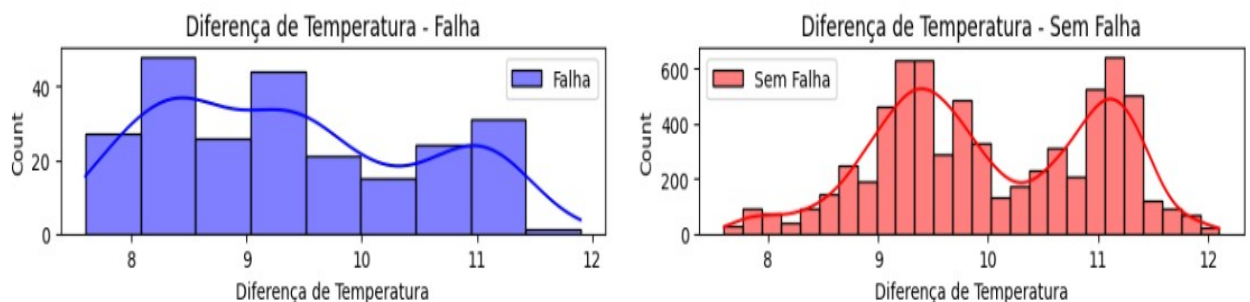 Diferença de Temperatura - Falha
Count
40
20
0
Falha
8
9
10
11
12
Diferença de Temperatura
Diferença de Temperatura - Sem Falha
Count
600
400
200
0
Sem Falha
8
9
10
11
12
Diferença de Temperatura